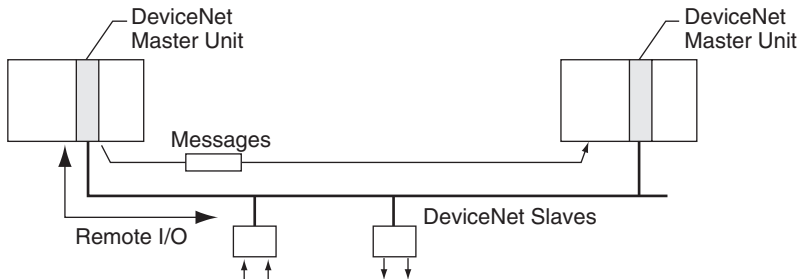 DeviceNet
Master Unit
DeviceNet
Master Unit
Messages
DeviceNet Slaves
Remote I/O